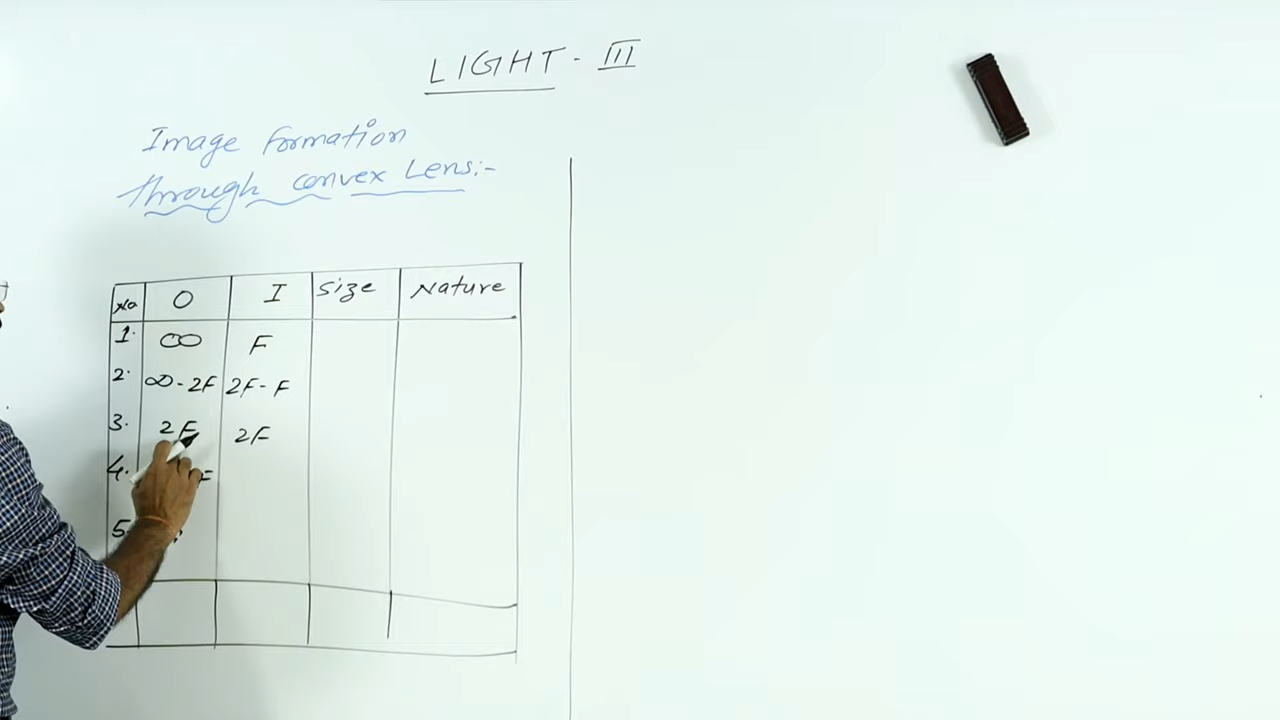 LIGHT - III
Image Formation
through convex Lens:-
No O I Size Nature
1. ∞ F
2. ∞-2F 2F-F
3. 2F 2F
4.
5.